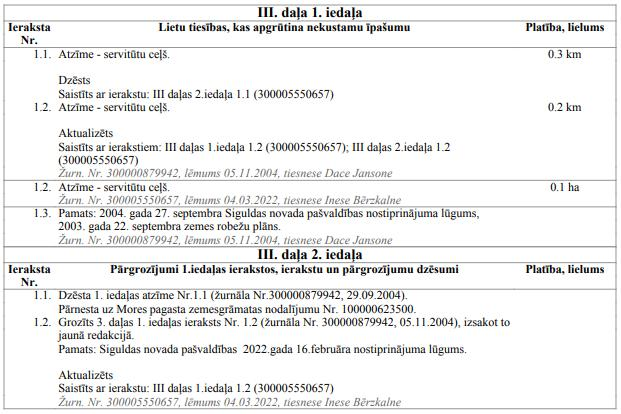 III. daļa 1. iedaļa
Ieraksta Nr. Lietu tiesības, kas apgrūtina nekustamu īpašumu Platība, lielums
1.1. Atzīme - servitūtu ceļš. 0.3 km
Dzēsts
Saistīts ar ierakstu: III daļas 2.iedaļa 1.1 (300005550657)
1.2. Atzīme - servitūtu ceļš. 0.2 km
Aktualizēts
Saistīts ar ierakstiem: III daļas 1.iedaļa 1.2 (300005550657); III daļas 2.iedaļa 1.2
(300005550657)
Žurn. Nr. 300000879942, lēmums 05.11.2004, tiesnese Dace Jansone
1.2. Atzīme - servitūtu ceļš. 0.1 ha
Žurn. Nr. 300005550657, lēmums 04.03.2022, tiesnese Inese Bērzkalne
1.3. Pamats: 2004. gada 27. septembra Siguldas novada pašvaldības nostiprinājuma lūgums,
2003. gada 22. septembra zemes robežu plāns.
Žurn. Nr. 300000879942, lēmums 05.11.2004, tiesnese Dace Jansone
III. daļa 2. iedaļa
Ieraksta Nr. Pārgrozījumi 1.iedaļas ierakstos, ierakstu un pārgrozījumu dzēsumi Platība, lielums
1.1. Dzēsta 1. iedaļas atzīme Nr.1.1 (žurnāla Nr.300000879942, 29.09.2004).
Pārnesta uz Mores pagasta zemesgrāmatas nodalījumu Nr. 100000623500.
1.2. Grozīts 3. daļas 1. iedaļas ieraksts Nr. 1.2 (žurnāla Nr. 300000879942, 05.11.2004), izsakot to
jaunā redakcijā.
Pamats: Siguldas novada pašvaldības 2022.gada 16.februāra nostiprinājuma lūgums.
Aktualizēts
Saistīts ar ierakstu: III daļas 1.iedaļa 1.2 (300005550657)
Žurn. Nr. 300005550657, lēmums 04.03.2022, tiesnese Inese Bērzkalne